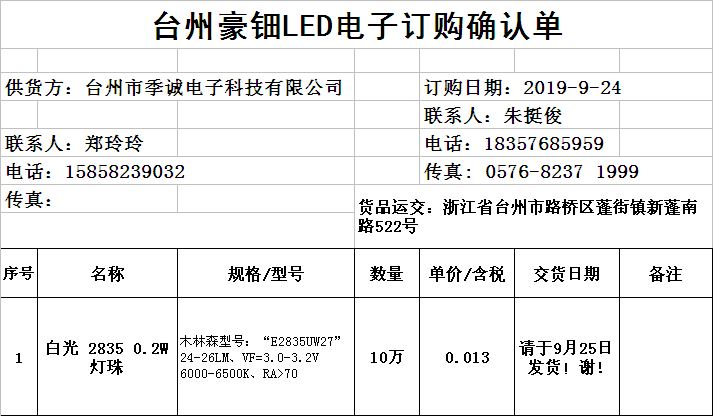 台州豪钿LED电子订购确认单
供货方：台州市季诚电子科技有限公司
订购日期：2019-9-24
联系人：朱挺俊
联系人：郑玲玲
电话：18357685959
电话：15858239032
传真: 0576-8237 1999
传真：
货品运交：浙江省台州市路桥区蓬街镇新蓬南
路522号
序号 名称 规格/型号 数量 单价/含税 交货日期 备注
1
白光 2835 0.2W
灯珠
木林森型号：“E2835UW27”
24-26LM、VF=3.0-3.2V
6000-6500K、RA>70
10万
0.013
请于9月25日
发货！谢！